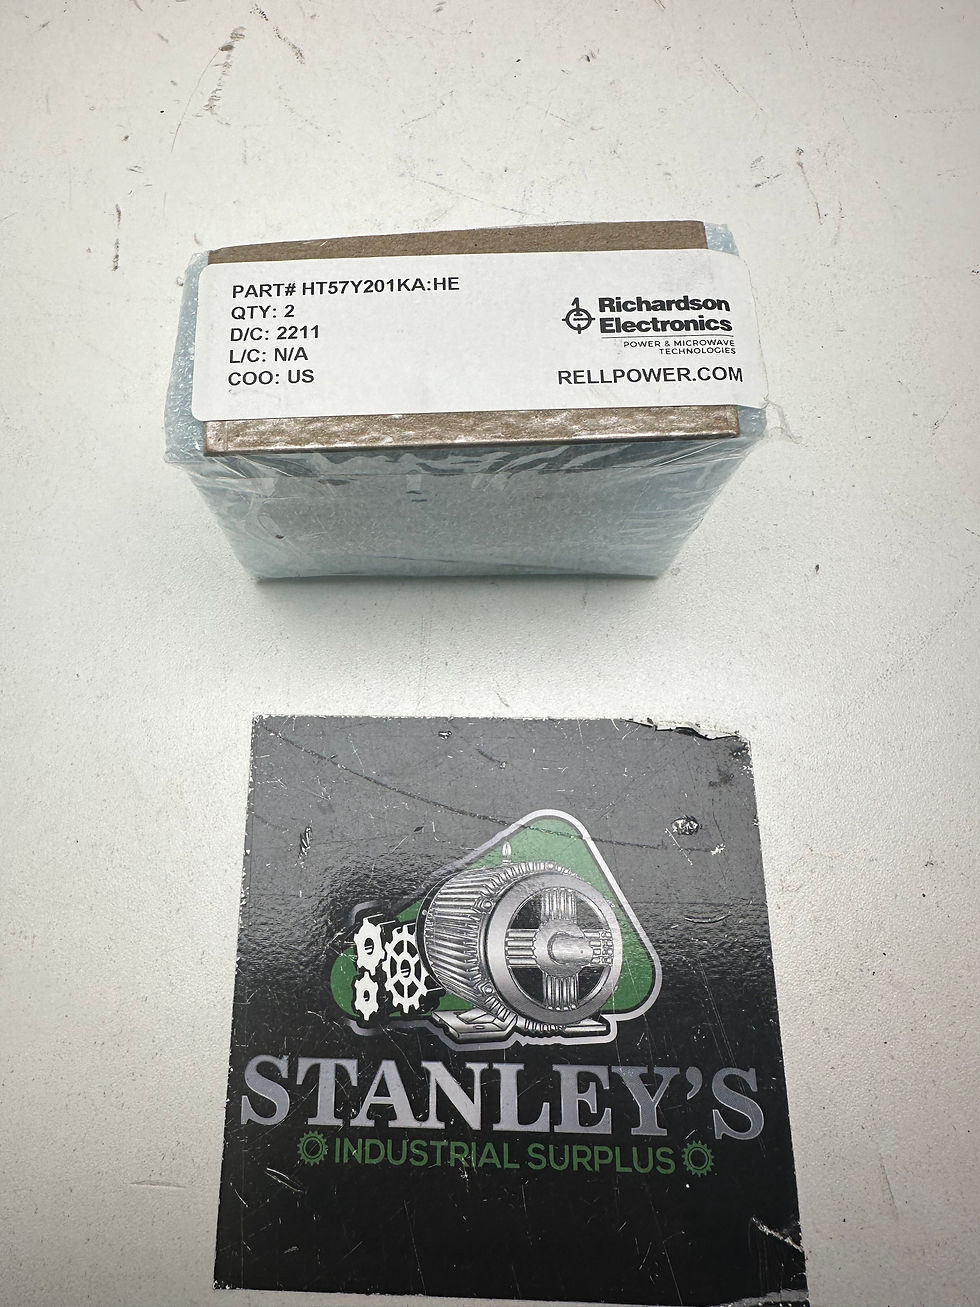 PART# HT57Y201KA:HE
QTY: 2
D/C: 2211
L/C: N/A
COO: US
Richardson
Electronics
POWER & MICROWAVE
TECHNOLOGIES
RELLPOWER.COM
STANLEY'S
INDUSTRIAL SURPLUS